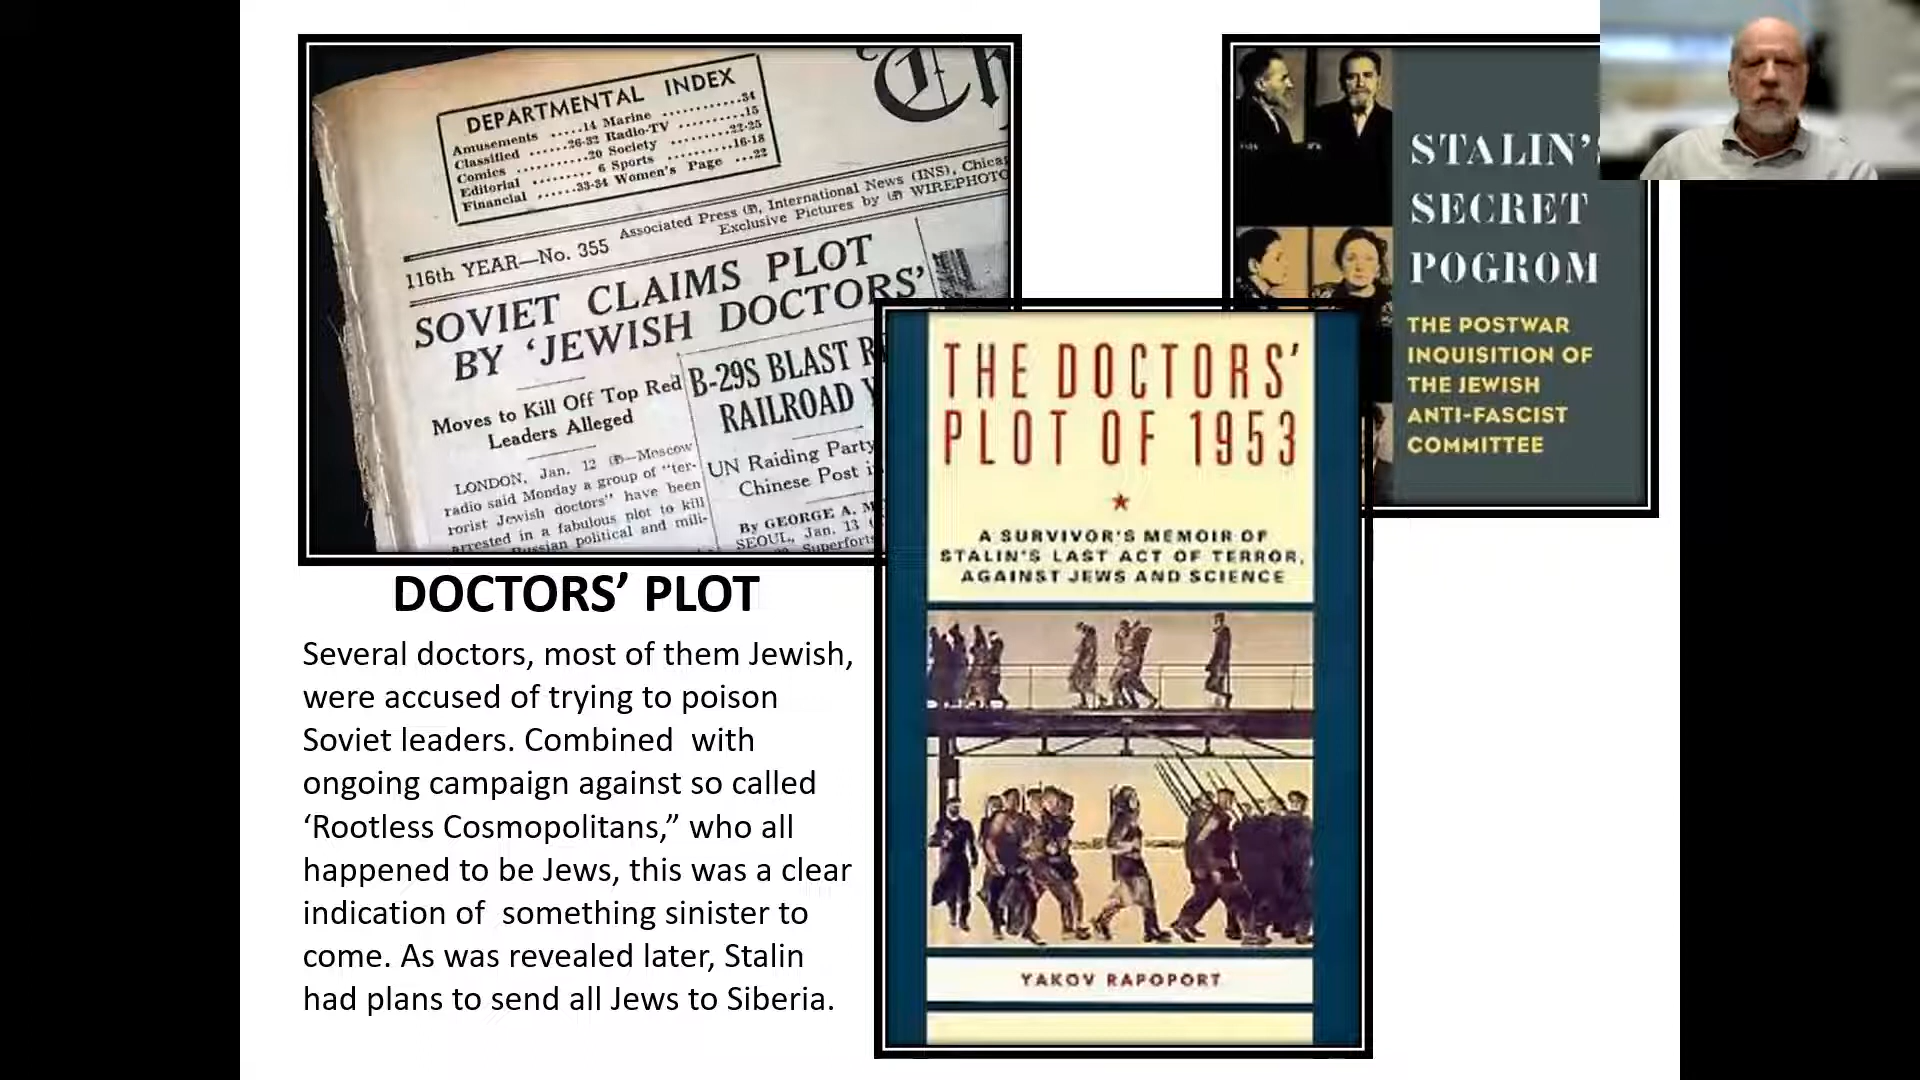 DEPARTMENTAL INDEX
Amusements .....14 Marine ...........34
Classified ......26-32 Radio-TV ..........15
Comics ...........20 Society .......22-25
Editorial ......... 6 Sports .........16-18
Financial ......33-34 Women's Page ...22
Th
116th YEAR—No. 355
Associated Press (AP), International News (INS), Chica
Exclusive Pictures by (AP) WIREPHOTO
SOVIET CLAIMS PLOT
BY ‘JEWISH DOCTORS’
Moves to Kill Off Top Red
Leaders Alleged
LONDON, Jan. 12 (AP)—Moscow
radio said Monday a group of "ter-
rorist Jewish doctors" have been
arrested in a fabulous plot to kill
Russian political and mili-
B-29S BLAST R
RAILROAD Y
UN Raiding Party
Chinese Post i
By GEORGE A. M
SEOUL, Jan. 13 (
Superforts
STALIN’S
SECRET
POGROM
THE POSTWAR
INQUISITION OF
THE JEWISH
ANTI-FASCIST
COMMITTEE
THE DOCTORS’
PLOT OF 1953
A SURVIVOR'S MEMOIR OF
STALIN'S LAST ACT OF TERROR,
AGAINST JEWS AND SCIENCE
YAKOV RAPOPORT
DOCTORS’ PLOT
Several doctors, most of them Jewish,
were accused of trying to poison
Soviet leaders. Combined  with
ongoing campaign against so called
‘Rootless Cosmopolitans,” who all
happened to be Jews, this was a clear
indication of  something sinister to
come. As was revealed later, Stalin
had plans to send all Jews to Siberia.